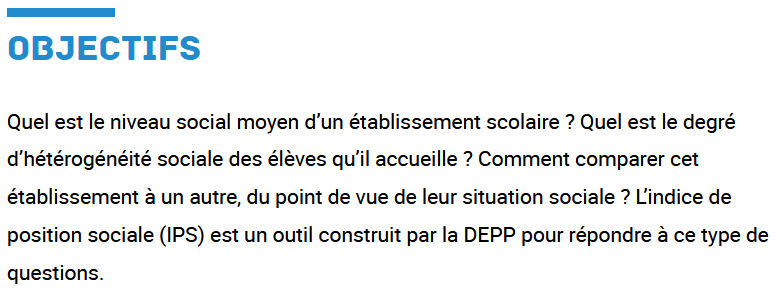 OBJECTIFS
Quel est le niveau social moyen d’un établissement scolaire ? Quel est le degré
d’hétérogénéité sociale des élèves qu’il accueille ? Comment comparer cet
établissement à un autre, du point de vue de leur situation sociale ? L’indice de
position sociale (IPS) est un outil construit par la DEPP pour répondre à ce type de
questions.